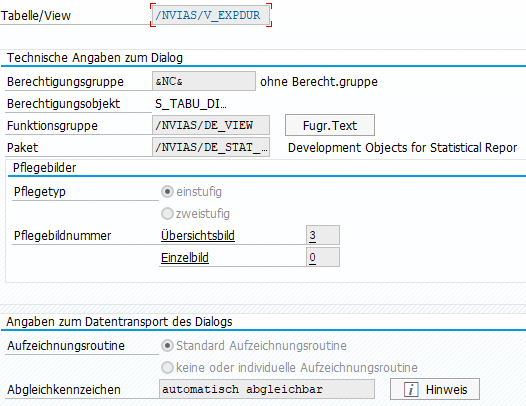 Tabelle/View /NVIAS/V_EXPDUR
Technische Angaben zum Dialog
Berechtigungsgruppe &NC& ohne Berecht.gruppe
Berechtigungsobjekt S_TABU_DI...
Funktionsgruppe /NVIAS/DE_VIEW Fugr.Text
Paket /NVIAS/DE_STAT_... Development Objects for Statistical Repor
Pflegebilder
Pflegetyp einstufig
zweistufig
Pflegebildnummer Übersichtsbild 3
Einzelbild 0
Angaben zum Datentransport des Dialogs
Aufzeichnungsroutine Standard Aufzeichnungsroutine
keine oder individuelle Aufzeichnungsroutine
Abgleichkennzeichen automatisch abgleichbar Hinweis